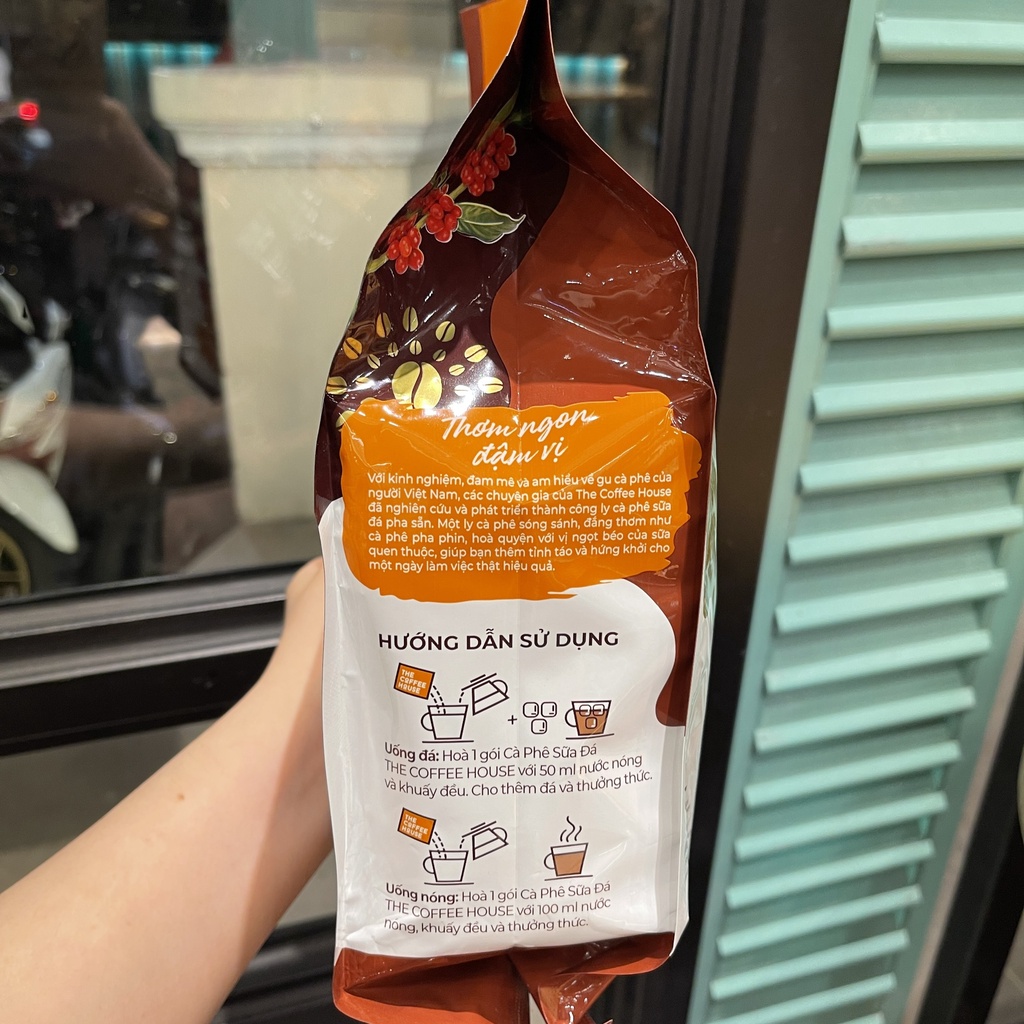 Thơm ngon
đậm vị
Với kinh nghiệm, đam mê và am hiểu về gu cà phê của
người Việt Nam, các chuyên gia của The Coffee House
đã nghiên cứu và phát triển thành công ly cà phê sữa
đá pha sẵn. Một ly cà phê sóng sánh, đắng thơm như
cà phê pha phin, hoà quyện với vị ngọt béo của sữa
quen thuộc, giúp bạn thêm tỉnh táo và hứng khởi cho
một ngày làm việc thật hiệu quả.
HƯỚNG DẪN SỬ DỤNG
THE
COFFEE
HOUSE
Uống đá: Hoà 1 gói Cà Phê Sữa Đá
THE COFFEE HOUSE với 50 ml nước nóng
và khuấy đều. Cho thêm đá và thưởng thức.
THE
COFFEE
HOUSE
Uống nóng: Hoà 1 gói Cà Phê Sữa Đá
THE COFFEE HOUSE với 100 ml nước
nóng, khuấy đều và thưởng thức.